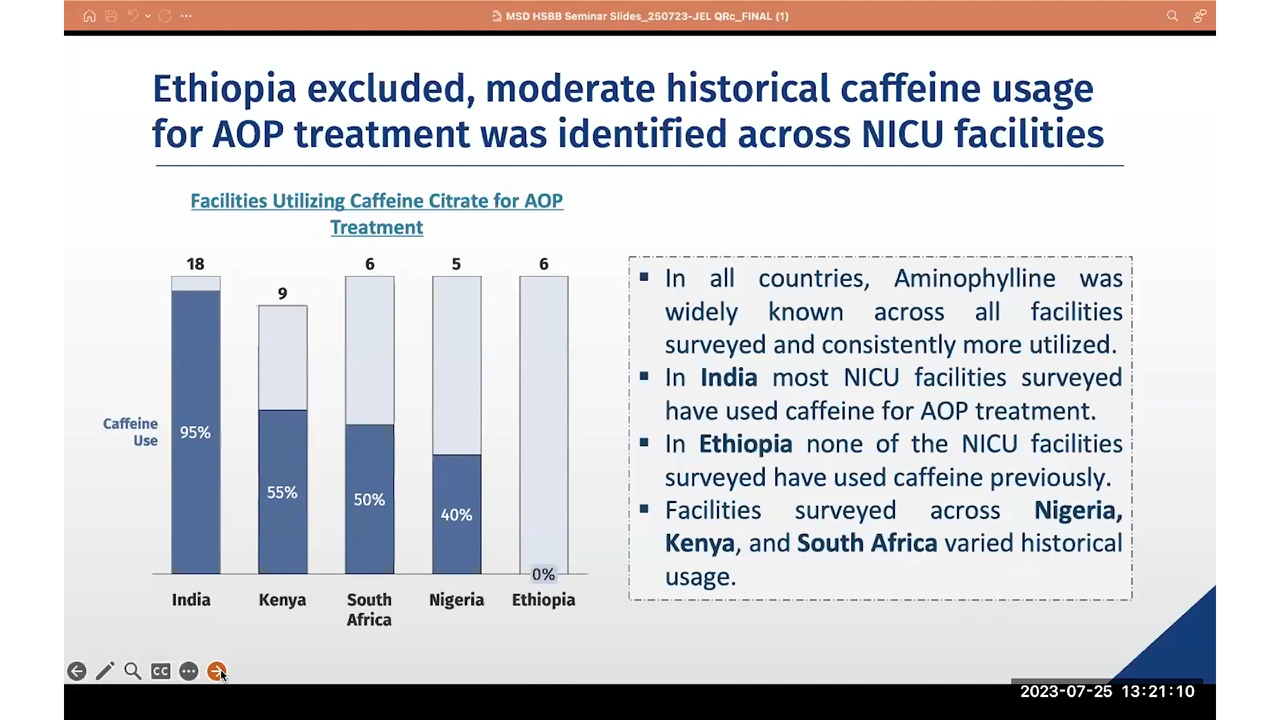 MSD HSBB Seminar Slides_250723-JEL QRc_FINAL (1)
Ethiopia excluded, moderate historical caffeine usage
for AOP treatment was identified across NICU facilities
Facilities Utilizing Caffeine Citrate for AOP
Treatment
18
9
6
5
6
Caffeine
Use
95%
55%
50%
40%
0%
India
Kenya
South
Africa
Nigeria
Ethiopia
▪ In all countries, Aminophylline was
widely known across all facilities
surveyed and consistently more utilized.
▪ In India most NICU facilities surveyed
have used caffeine for AOP treatment.
▪ In Ethiopia none of the NICU facilities
surveyed have used caffeine previously.
▪ Facilities surveyed across Nigeria,
Kenya, and South Africa varied historical
usage.
CC
2023-07-25 13:21:10